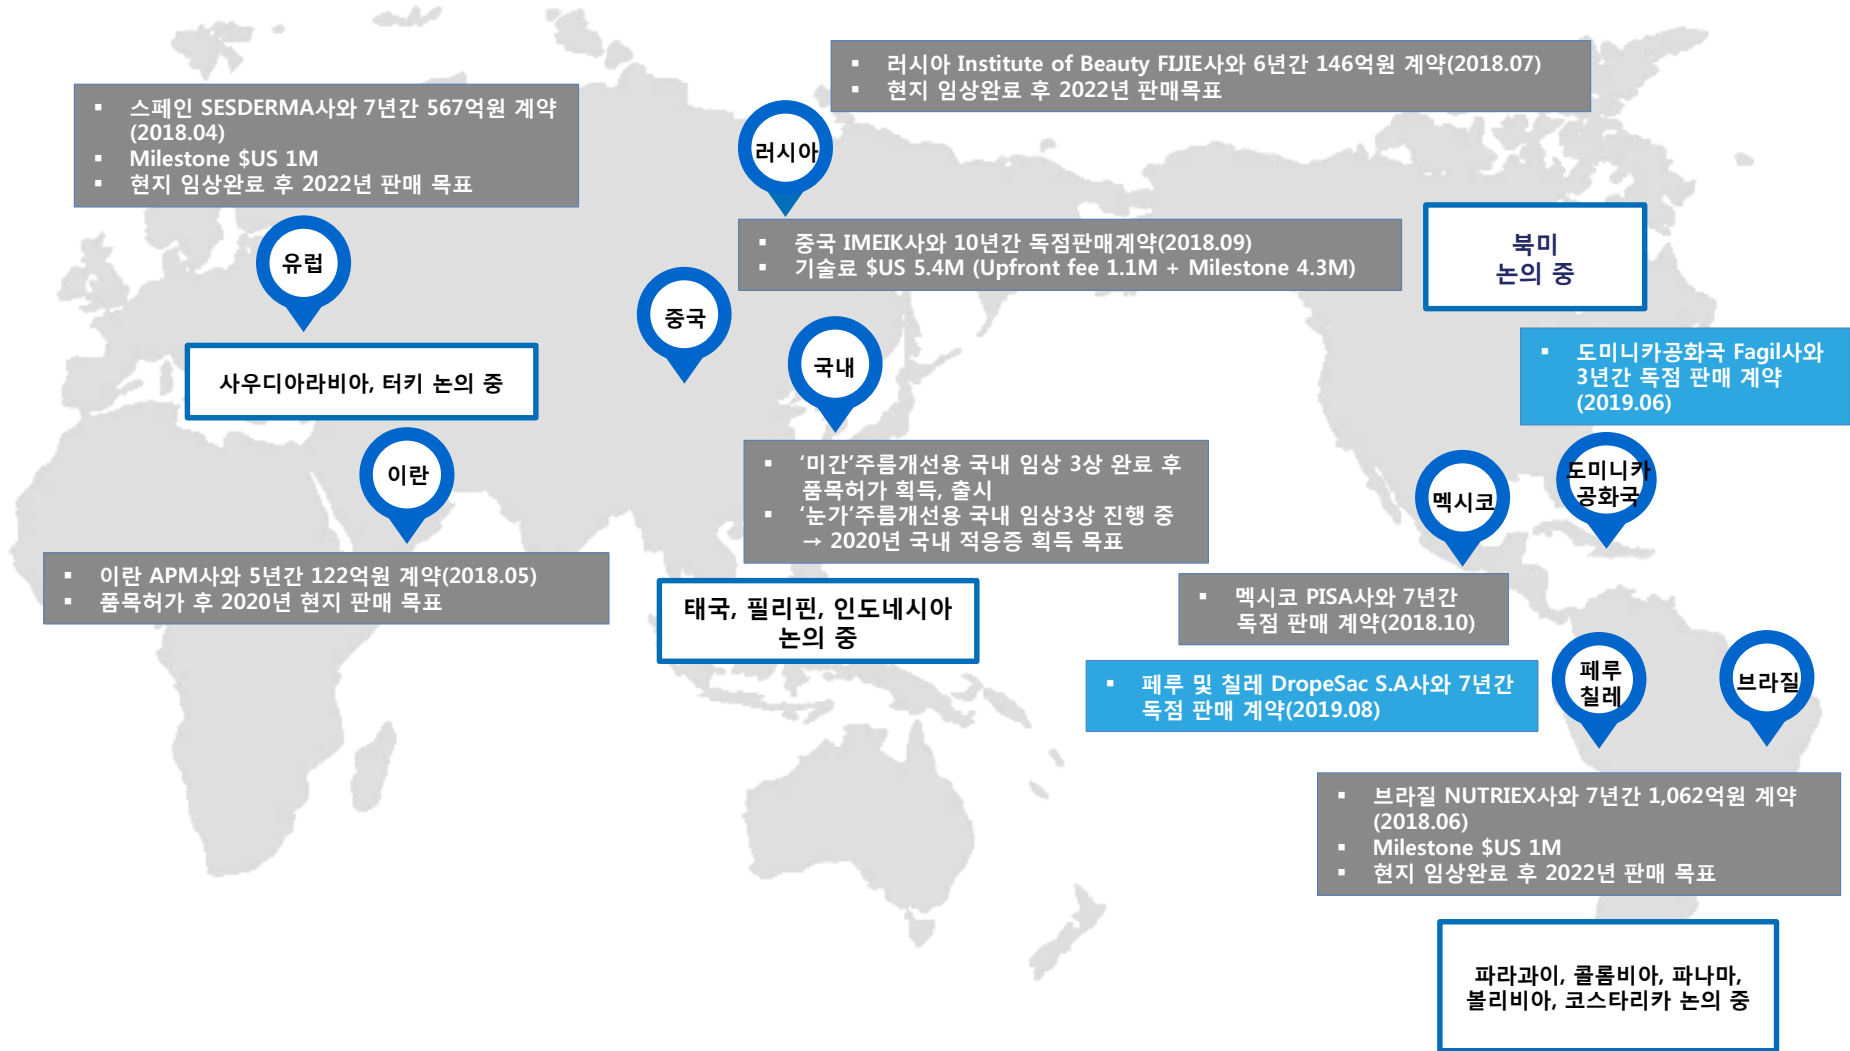 ▪ 러시아 Institute of Beauty FIJIE사와 6년간 146억원 계약(2018.07)
▪ 현지 임상완료 후 2022년 판매목표
▪ 스페인 SESDERMA사와 7년간 567억원 계약
(2018.04)
▪ Milestone $US 1M
▪ 현지 임상완료 후 2022년 판매 목표
러시아
▪ 중국 IMEIK사와 10년간 독점판매계약(2018.09)
▪ 기술료 $US 5.4M (Upfront fee 1.1M + Milestone 4.3M)
북미
논의 중
유럽
중국
국내
▪ 도미니카공화국 Fagil사와
3년간 독점 판매 계약
(2019.06)
사우디아라비아, 터키 논의 중
이란
▪ ‘미간’주름개선용 국내 임상 3상 완료 후
품목허가 획득, 출시
▪ ‘눈가’주름개선용 국내 임상3상 진행 중
→ 2020년 국내 적응증 획득 목표
멕시코
도미니카
공화국
▪ 이란 APM사와 5년간 122억원 계약(2018.05)
▪ 품목허가 후 2020년 현지 판매 목표
태국, 필리핀, 인도네시아
논의 중
▪ 멕시코 PISA사와 7년간
독점 판매 계약(2018.10)
▪ 페루 및 칠레 DropeSac S.A사와 7년간
독점 판매 계약(2019.08)
페루
칠레
브라질
▪ 브라질 NUTRIEX사와 7년간 1,062억원 계약
(2018.06)
▪ Milestone $US 1M
▪ 현지 임상완료 후 2022년 판매 목표
파라과이, 콜롬비아, 파나마,
볼리비아, 코스타리카 논의 중